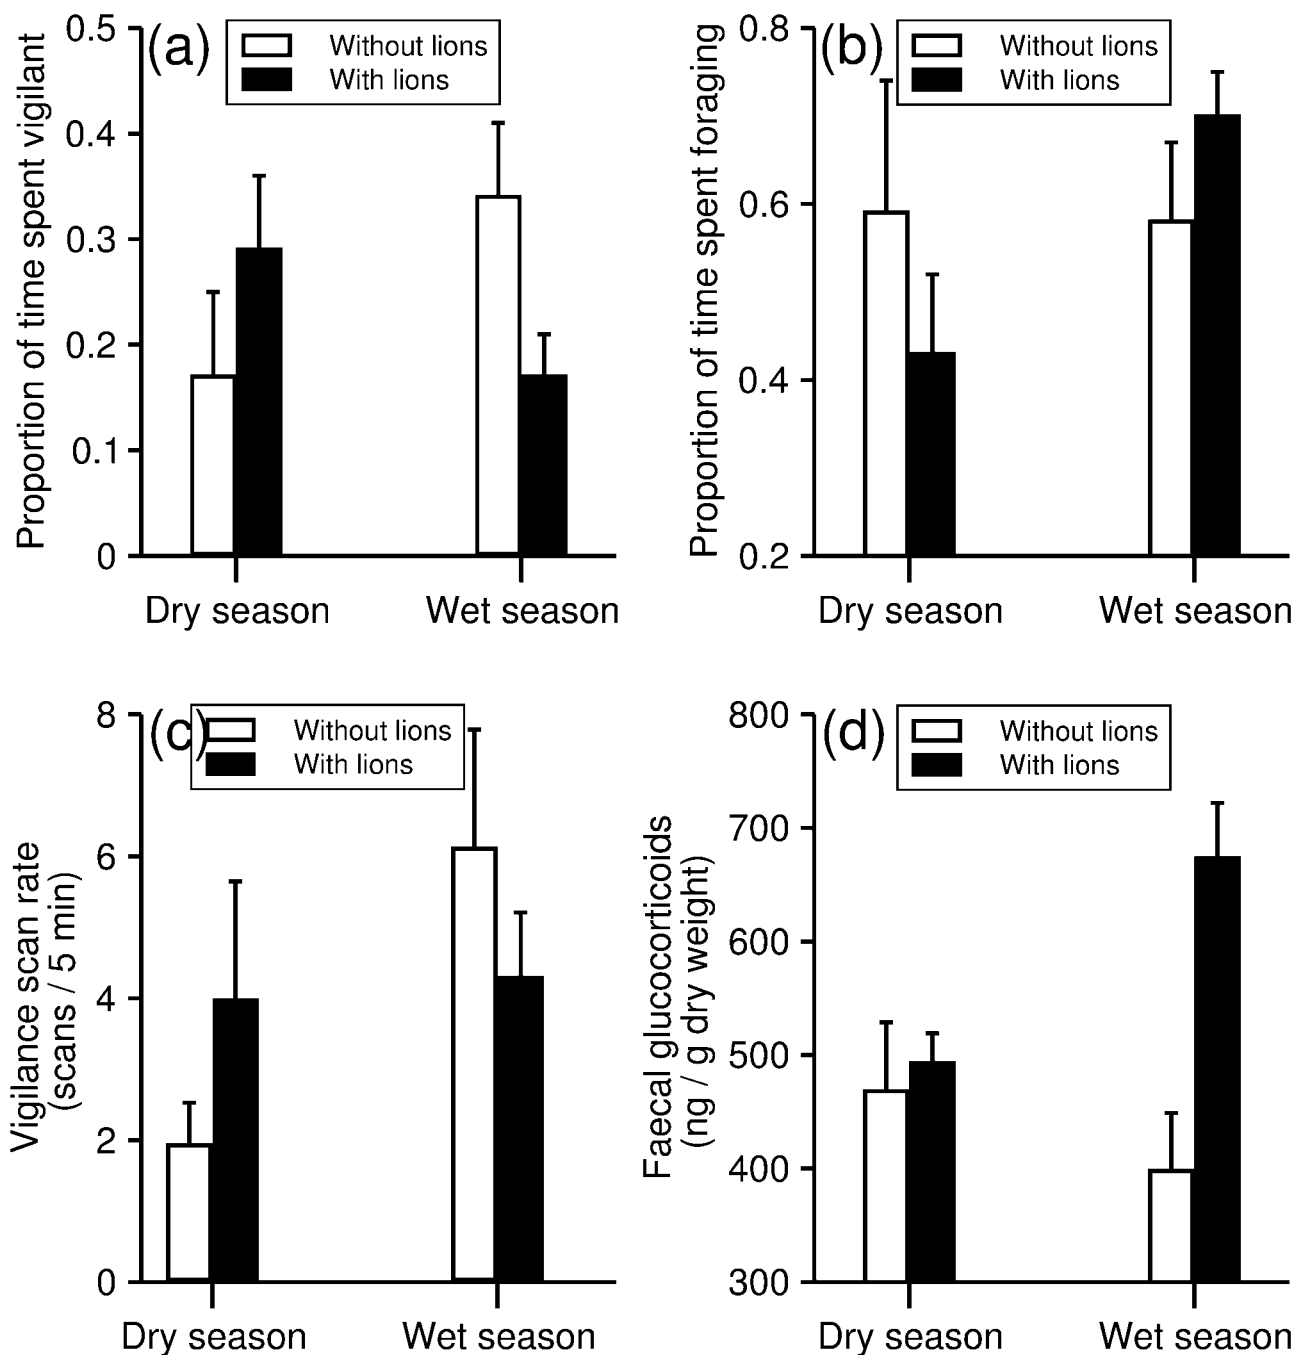 (a)
Without lions
With lions
Proportion of time spent vigilant
0.5
0.4
0.3
0.2
0.1
0
Dry season
Wet season
(b)
Without lions
With lions
Proportion of time spent foraging
0.8
0.6
0.4
0.2
Dry season
Wet season
(c)
Without lions
With lions
Vigilance scan rate
(scans / 5 min)
8
6
4
2
0
Dry season
Wet season
(d)
Without lions
With lions
Faecal glucocorticoids
(ng / g dry weight)
800
700
600
500
400
300
Dry season
Wet season